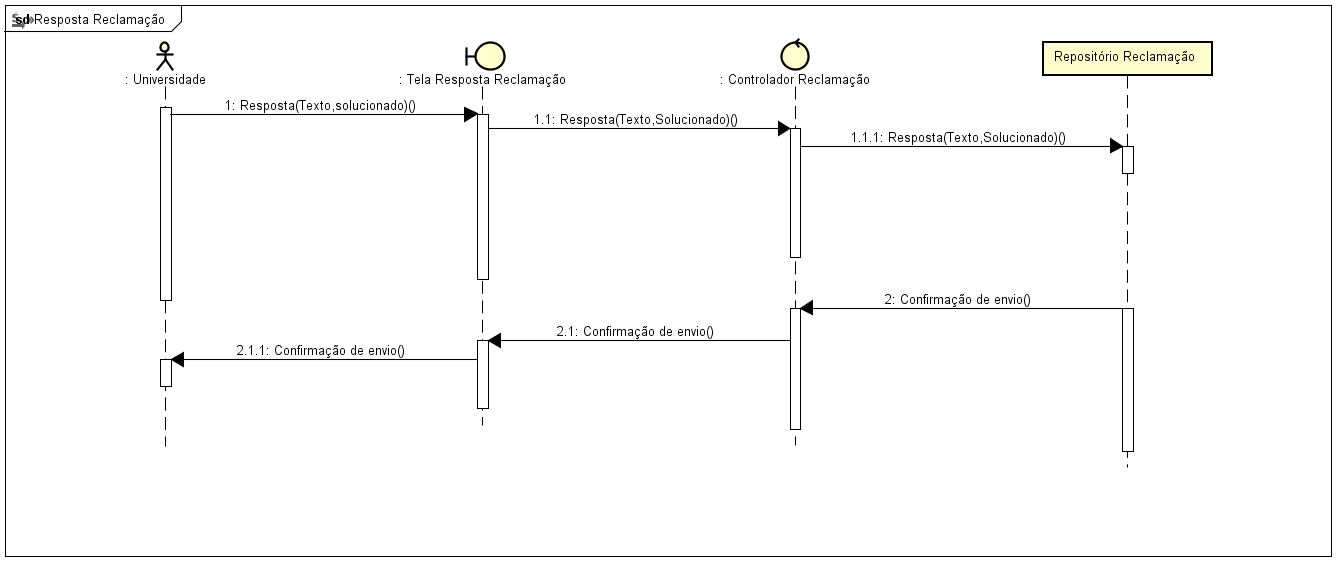 sd Resposta Reclamação
: Universidade
: Tela Resposta Reclamação
: Controlador Reclamação
Repositório Reclamação
1: Resposta(Texto,solucionado)()
1.1: Resposta(Texto,Solucionado)()
1.1.1: Resposta(Texto,Solucionado)()
2: Confirmação de envio()
2.1: Confirmação de envio()
2.1.1: Confirmação de envio()